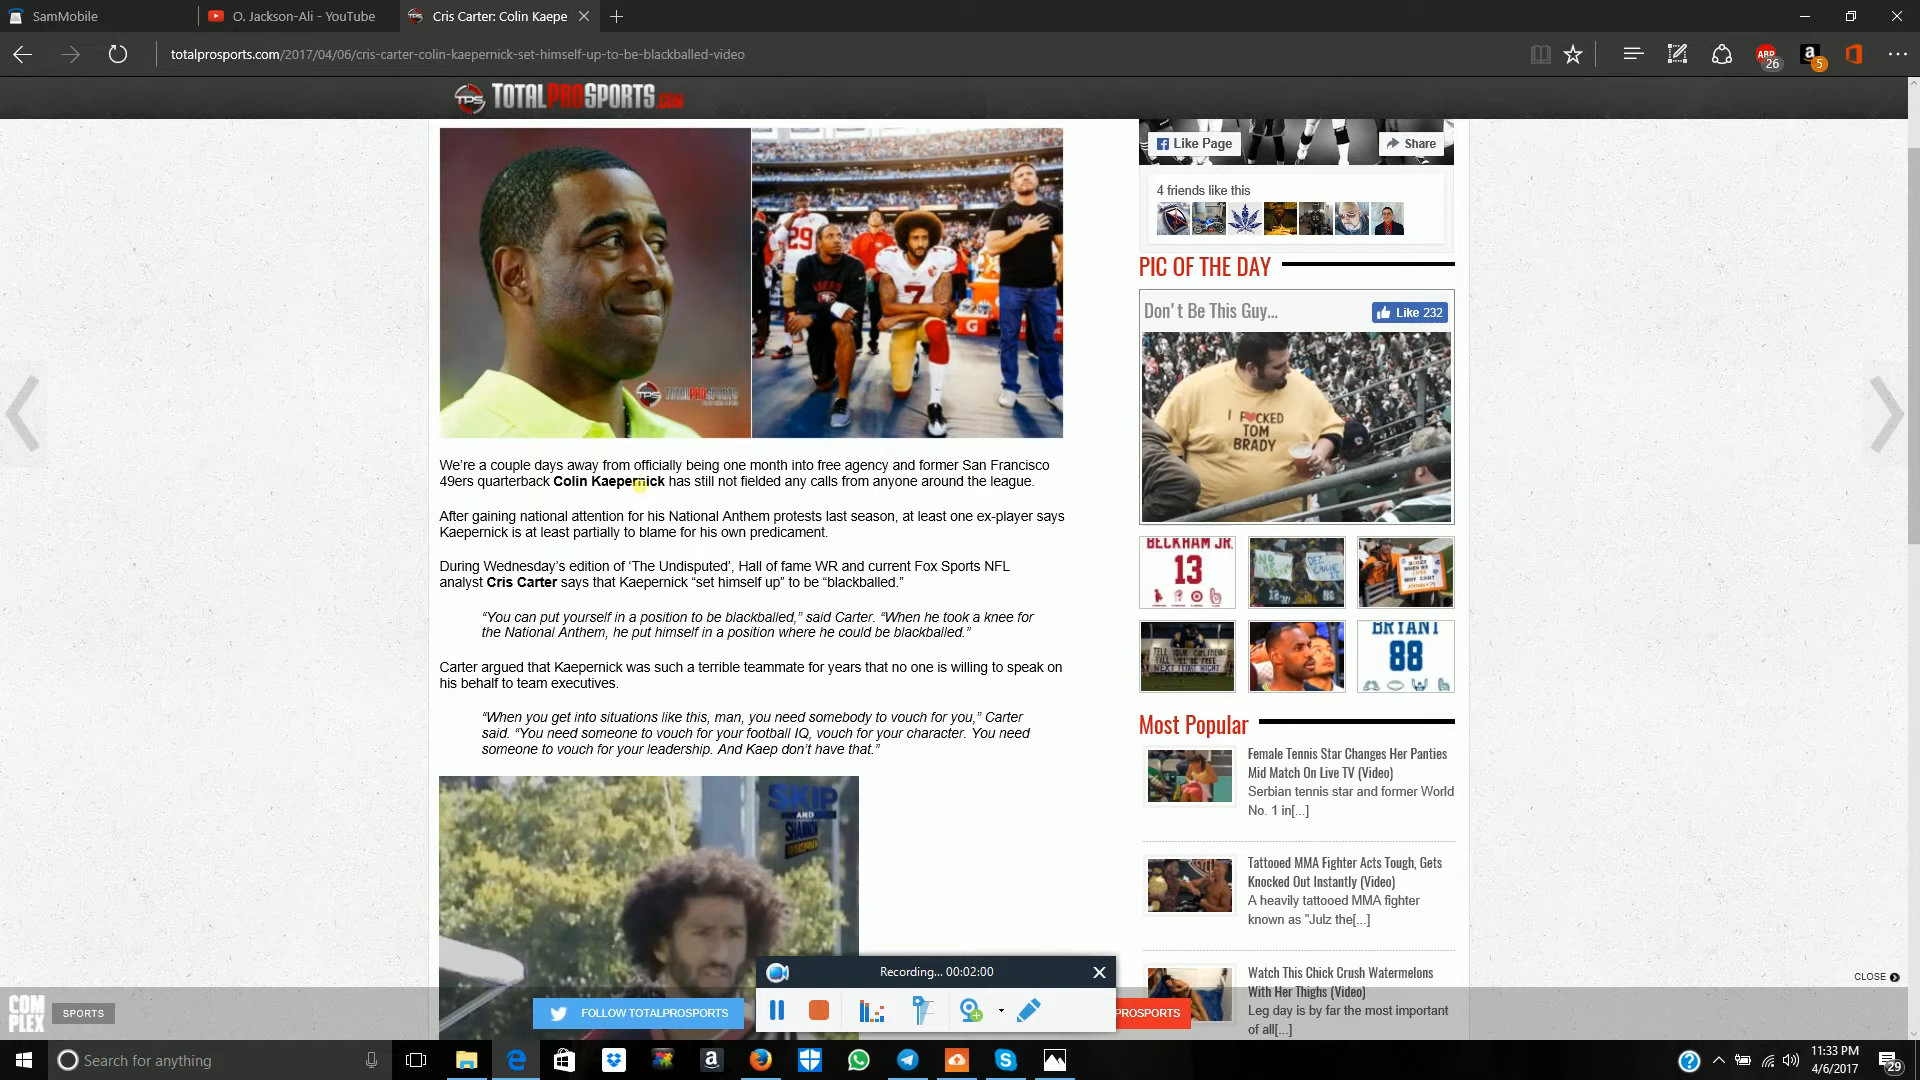 SamMobile
O. Jackson-Ali - YouTube
Cris Carter: Colin Kaepe
totalprosports.com/2017/04/06/cris-carter-colin-kaepernick-set-himself-up-to-be-blackballed-video
ABP
26
a
5
TPS TOTALPROSPORTS.COM
Like Page
Share
4 friends like this
PIC OF THE DAY
Don't Be This Guy...
Like 232
29
7
G
TPS
I F CKED
TOM
BRADY
We're a couple days away from officially being one month into free agency and former San Francisco
49ers quarterback Colin Kaepernick has still not fielded any calls from anyone around the league.
After gaining national attention for his National Anthem protests last season, at least one ex-player says
Kaepernick is at least partially to blame for his own predicament.
During Wednesday's edition of ‘The Undisputed’, Hall of fame WR and current Fox Sports NFL
analyst Cris Carter says that Kaepernick “set himself up” to be “blackballed.”
“You can put yourself in a position to be blackballed,” said Carter. “When he took a knee for
the National Anthem, he put himself in a position where he could be blackballed.”
Carter argued that Kaepernick was such a terrible teammate for years that no one is willing to speak on
his behalf to team executives.
“When you get into situations like this, man, you need somebody to vouch for you,” Carter
said. “You need someone to vouch for your football IQ, vouch for your character. You need
someone to vouch for your leadership. And Kaep don’t have that.”
BECKHAM JR.
13
BRYANT
88
Most Popular
Female Tennis Star Changes Her Panties
Mid Match On Live TV (Video)
Serbian tennis star and former World
No. 1 in[...]
Tattooed MMA Fighter Acts Tough, Gets
Knocked Out Instantly (Video)
A heavily tattooed MMA fighter
known as "Julz the[...]
Watch This Chick Crush Watermelons
With Her Thighs (Video)
Leg day is by far the most important
of all[...]
SKIP
AND
SHANNON
Recording... 00:02:00
CLOSE
COM
PLEX
SPORTS
FOLLOW TOTALPROSPORTS
PROSPORTS
Search for anything
11:33 PM
4/6/2017
29